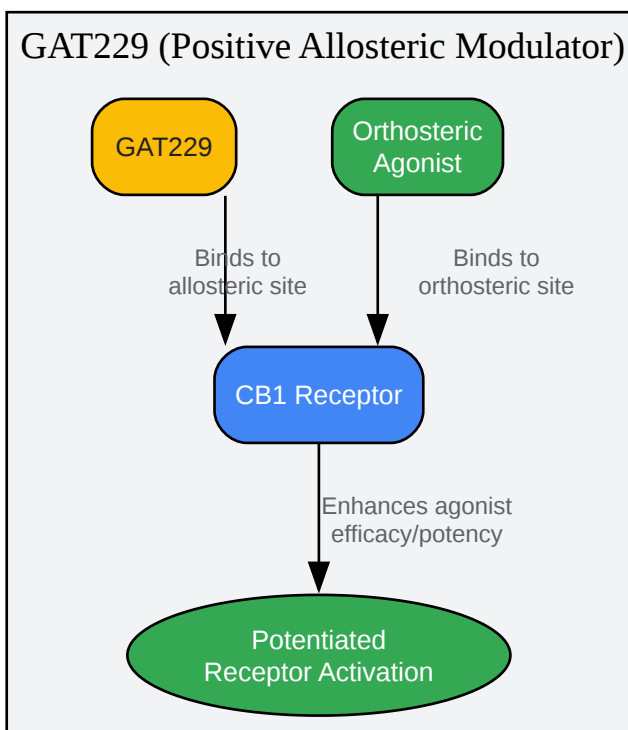 GAT229 (Positive Allosteric Modulator)
GAT229
Orthosteric
Agonist
Binds to
allosteric site
Binds to
orthosteric site
CB1 Receptor
Enhances agonist
efficacy/potency
Potentiated
Receptor Activation